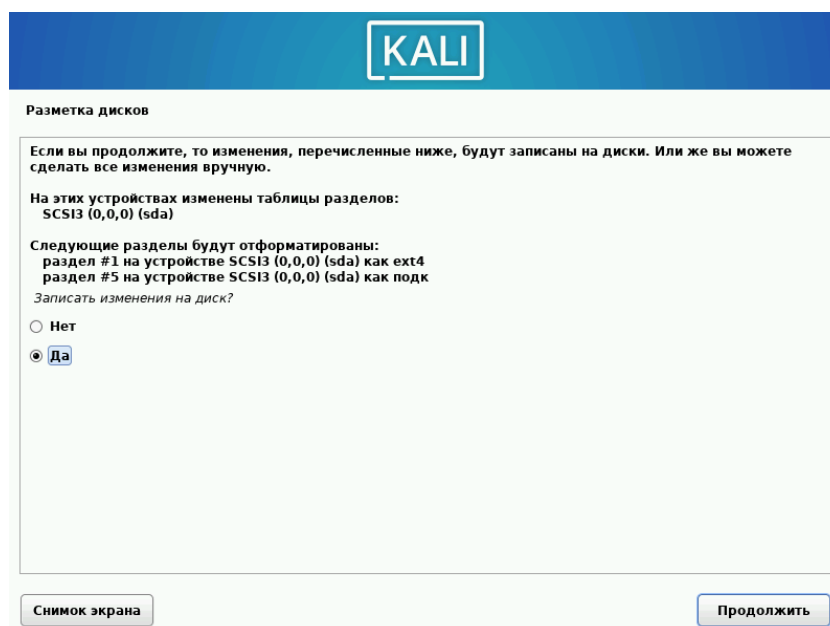 KALI
Разметка дисков
Если вы продолжите, то изменения, перечисленные ниже, будут записаны на диски. Или же вы можете
сделать все изменения вручную.
На этих устройствах изменены таблицы разделов:
SCSI3 (0,0,0) (sda)
Следующие разделы будут отформатированы:
раздел #1 на устройстве SCSI3 (0,0,0) (sda) как ext4
раздел #5 на устройстве SCSI3 (0,0,0) (sda) как подк
Записать изменения на диск?
Нет
Да
Снимок экрана
Продолжить